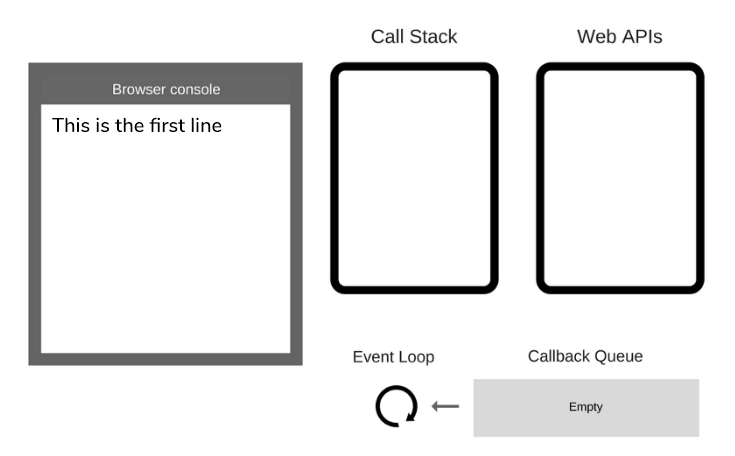 Call Stack
Web APIs
Browser console
This is the first line
Event Loop
Callback Queue
Empty